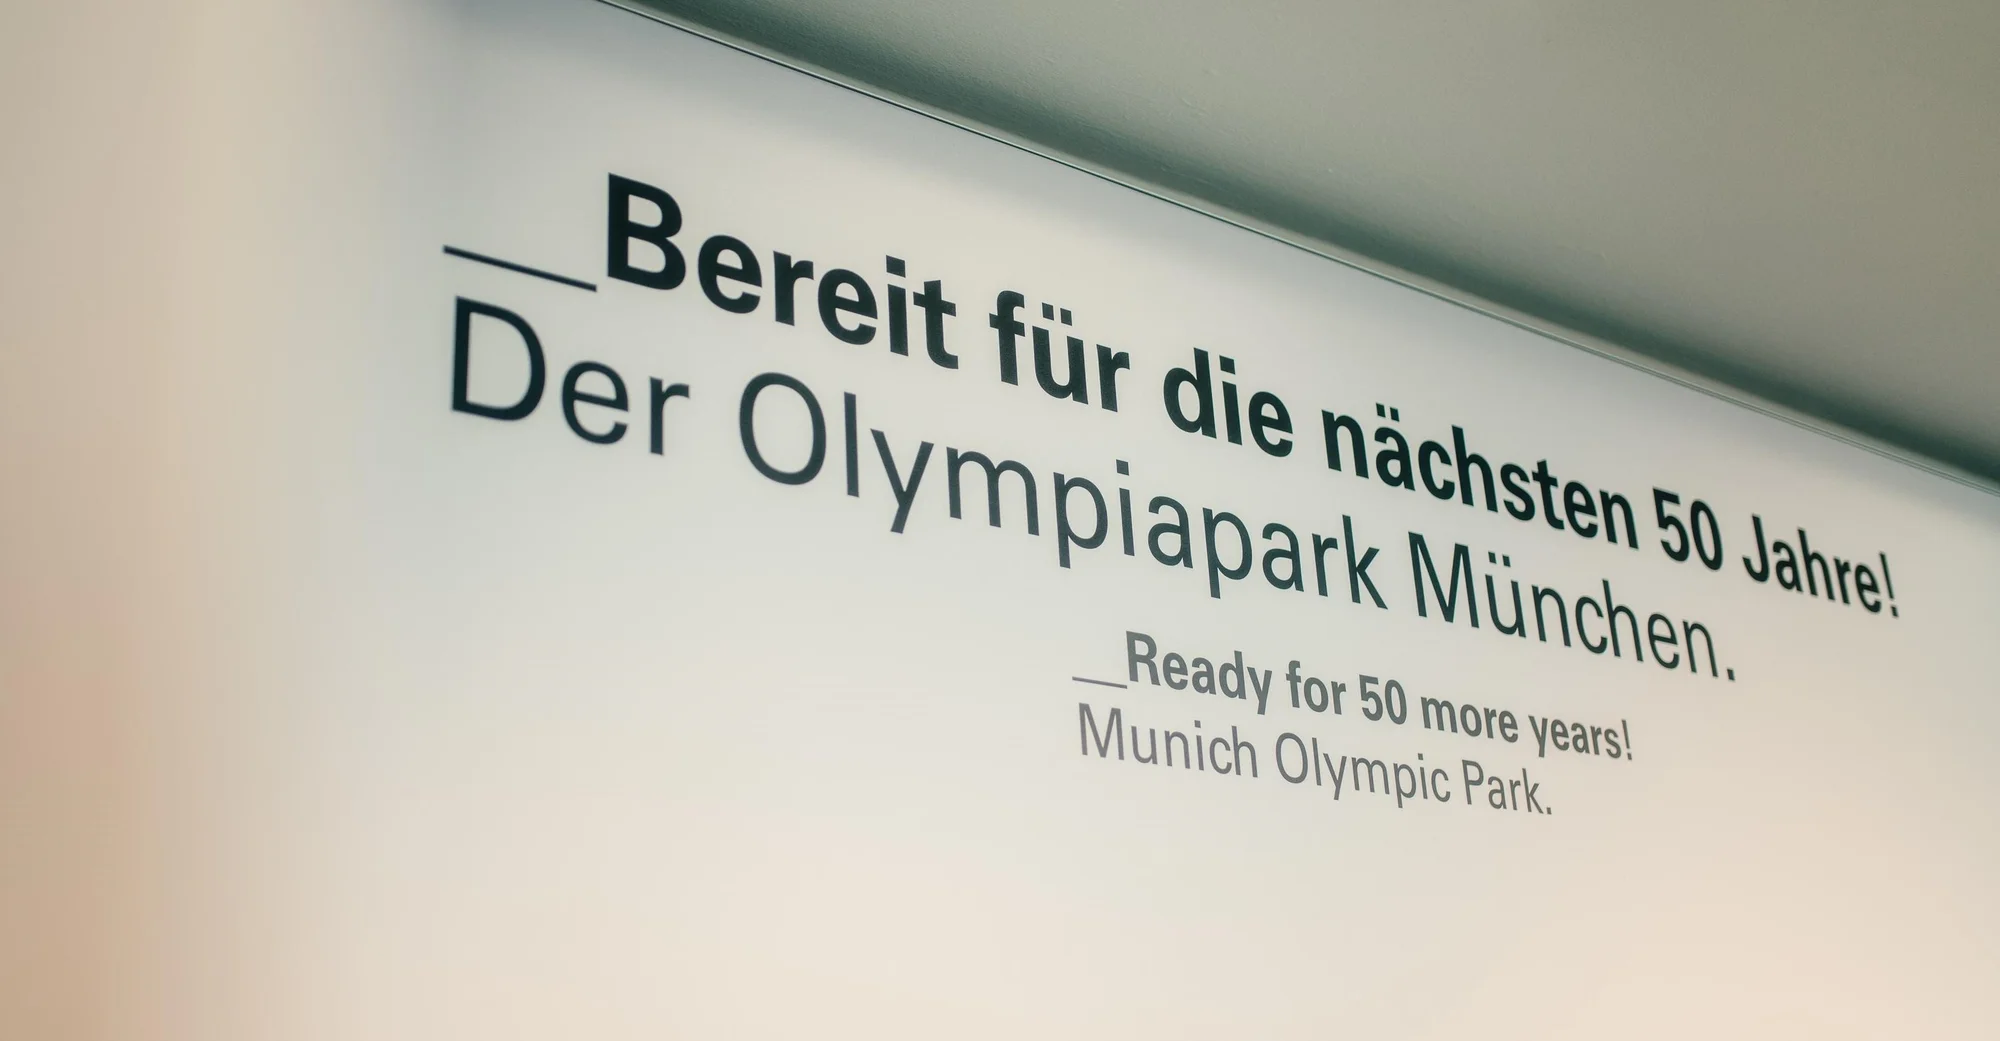 __Bereit für die nächsten 50 Jahre!
Der Olympiapark München.
__Ready for 50 more years!
Munich Olympic Park.